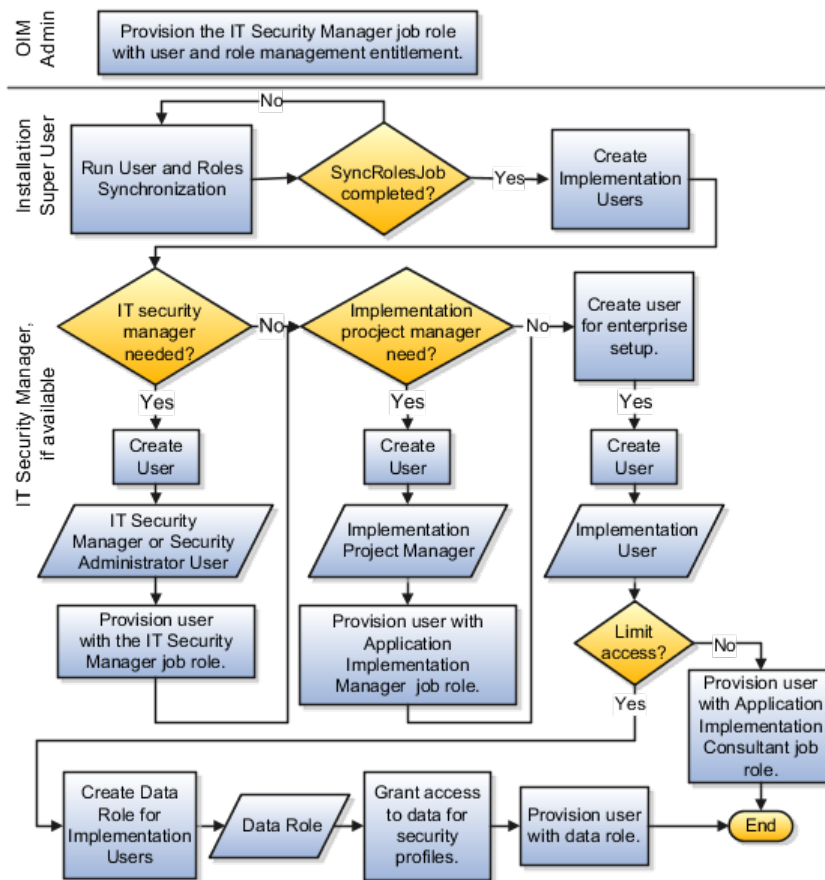 OIM
Admin
Provision the IT Security Manager job role
with user and role management entitlement.
Installation
Super User
No
Run User and Roles
Synchronization
SyncRolesJob
completed?
Yes
Create
Implementation
Users
IT Security Manager,
if available
IT security
manager
needed?
No
Implementation
procject manager
need?
No
Create user
for enterprise
setup.
Yes
Yes
Yes
Create
User
Create
User
Create
User
IT Security
Manager or Security
Administrator User
Implementation
Project Manager
Implementation
User
Provision user
with the IT Security
Manager job role.
Provision user with
Application
Implementation
Manager job role.
Limit
access?
No
Yes
Provision user
with Application
Implementation
Consultant job
role.
Create Data
Role for
Implementation
Users
Data Role
Grant access
to data for
security
profiles.
Provision user
with data role.
End